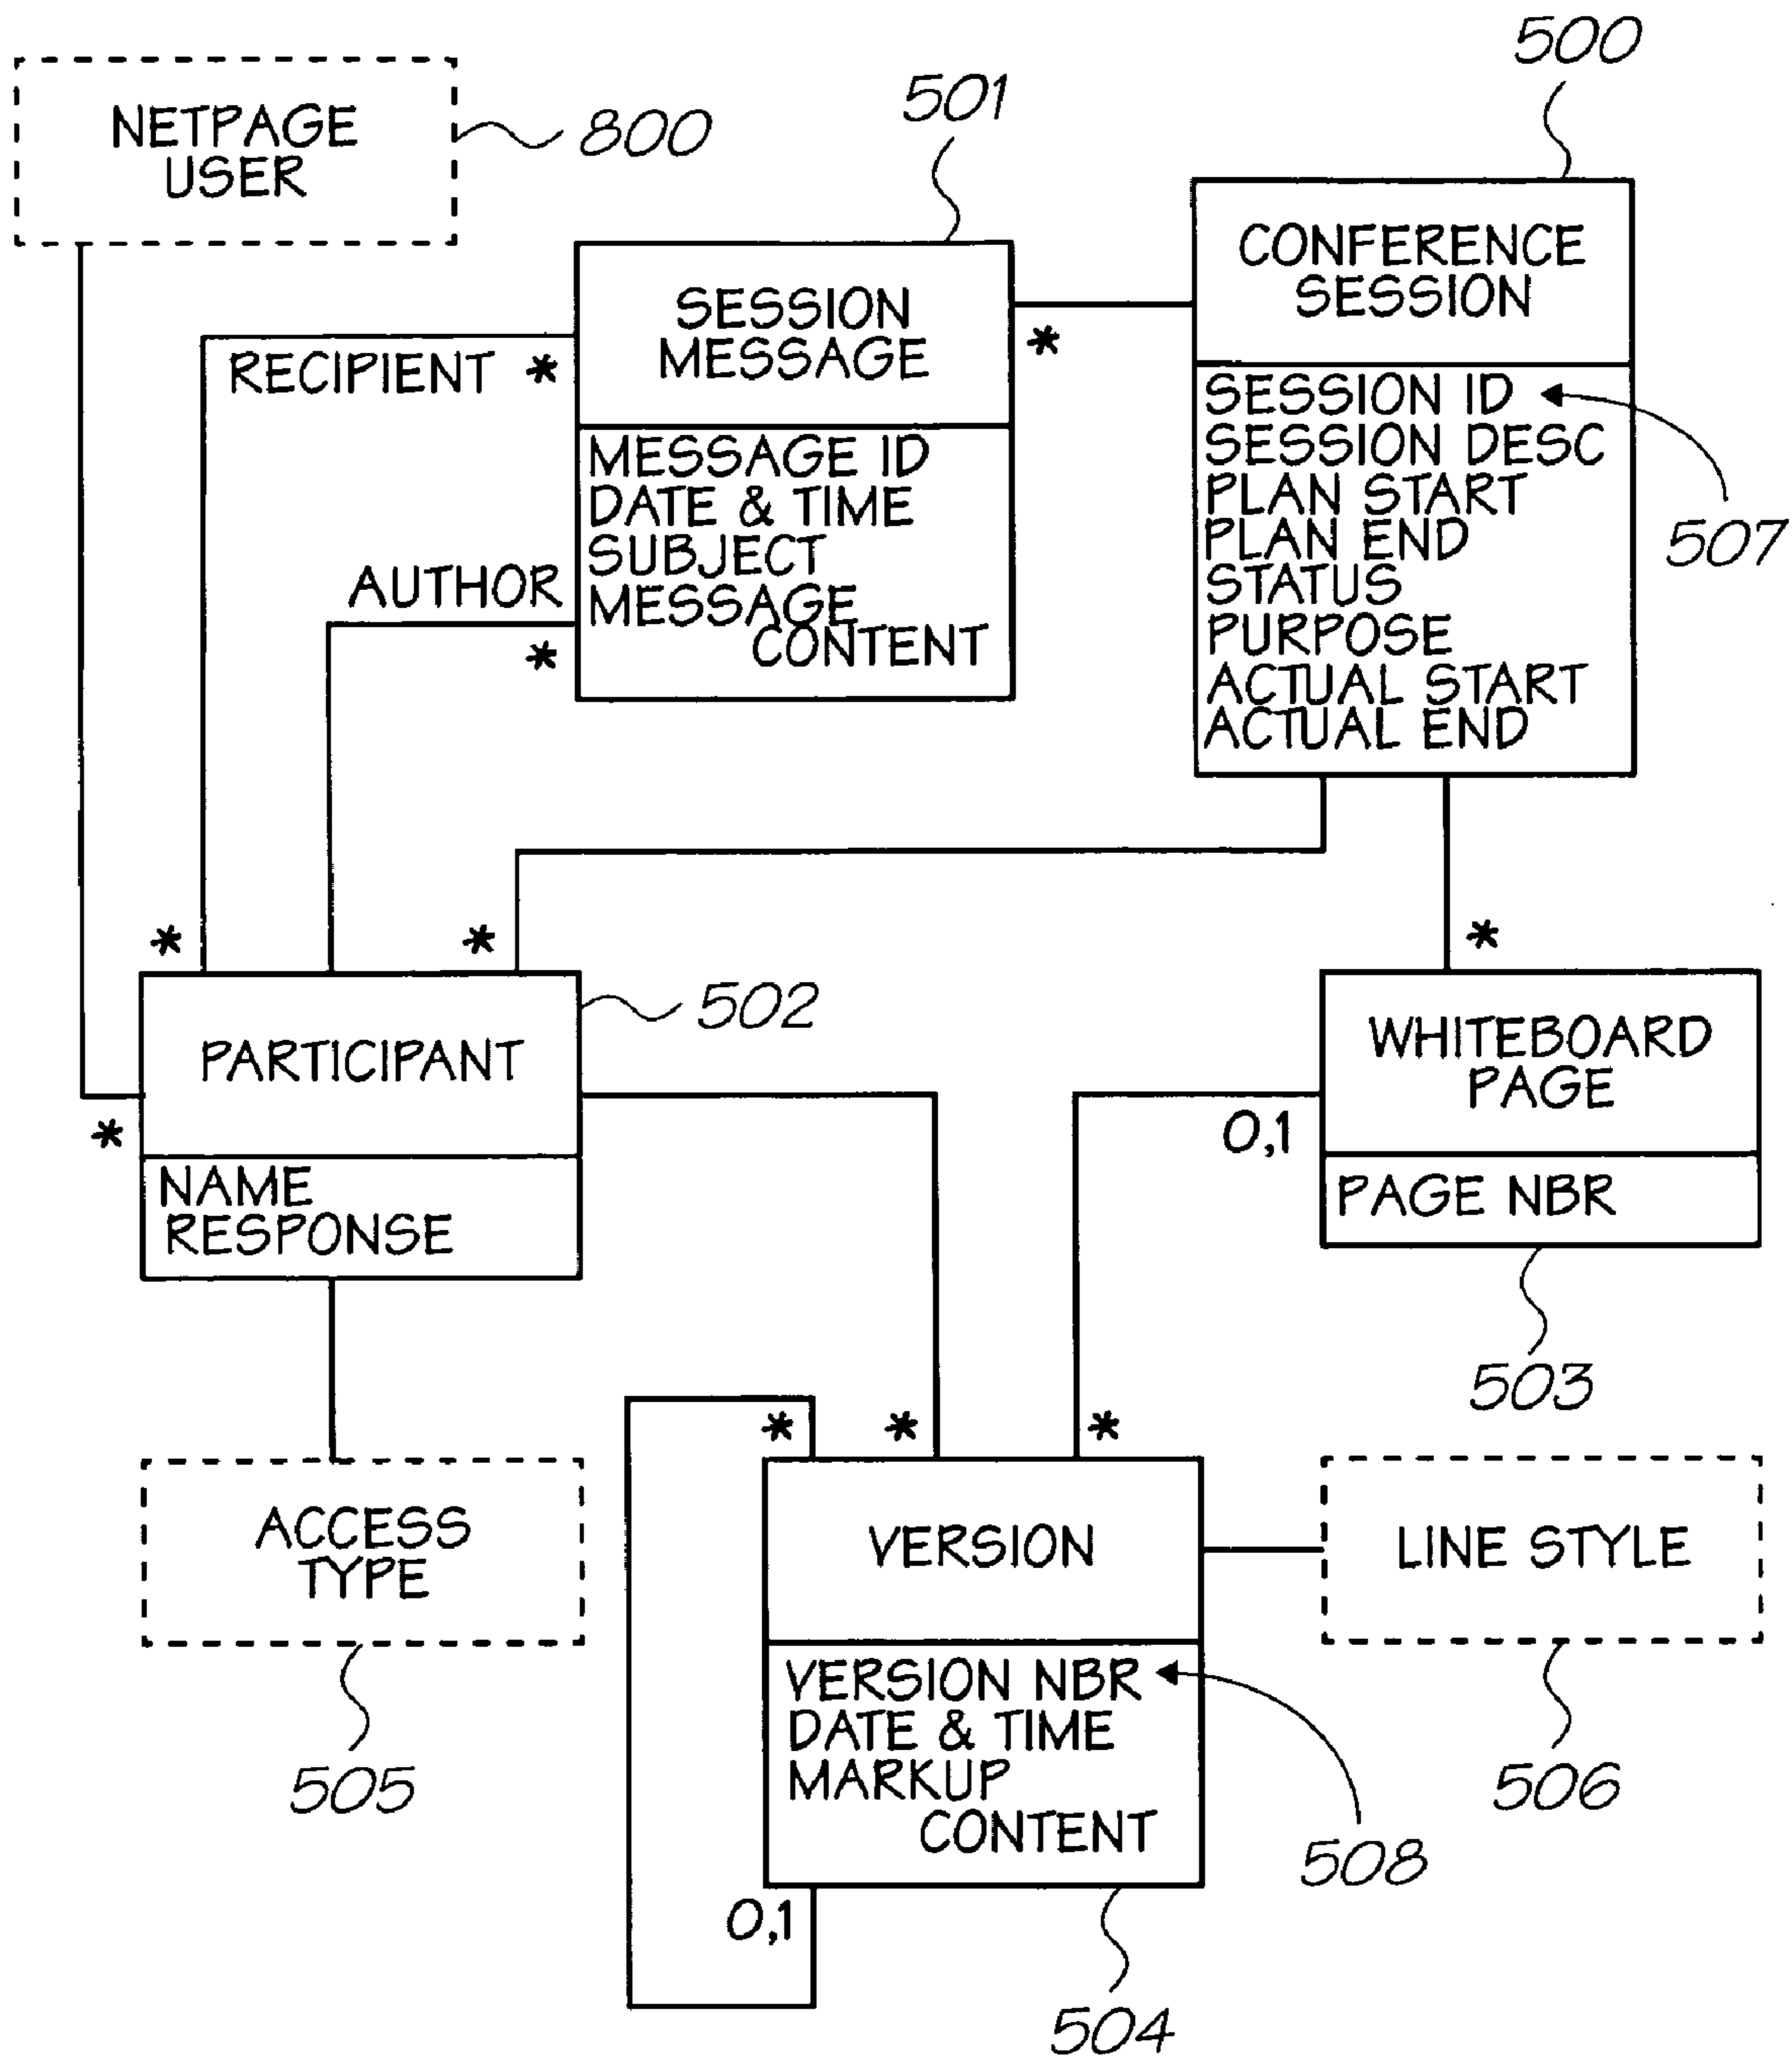 500
501
NETPAGE
USER
800
CONFERENCE
SESSION
SESSION
MESSAGE
*
RECIPIENT *
SESSION ID
SESSION DESC
PLAN START
PLAN END
STATUS
PURPOSE
ACTUAL START
ACTUAL END
507
MESSAGE ID
DATE & TIME
SUBJECT
MESSAGE
CONTENT
AUTHOR
*
*
*
*
502
PARTICIPANT
*
NAME
RESPONSE
WHITEBOARD
PAGE
0,1
PAGE NBR
503
*
*
*
ACCESS
TYPE
505
VERSION
LINE STYLE
506
VERSION NBR
DATE & TIME
MARKUP
CONTENT
508
0,1
504